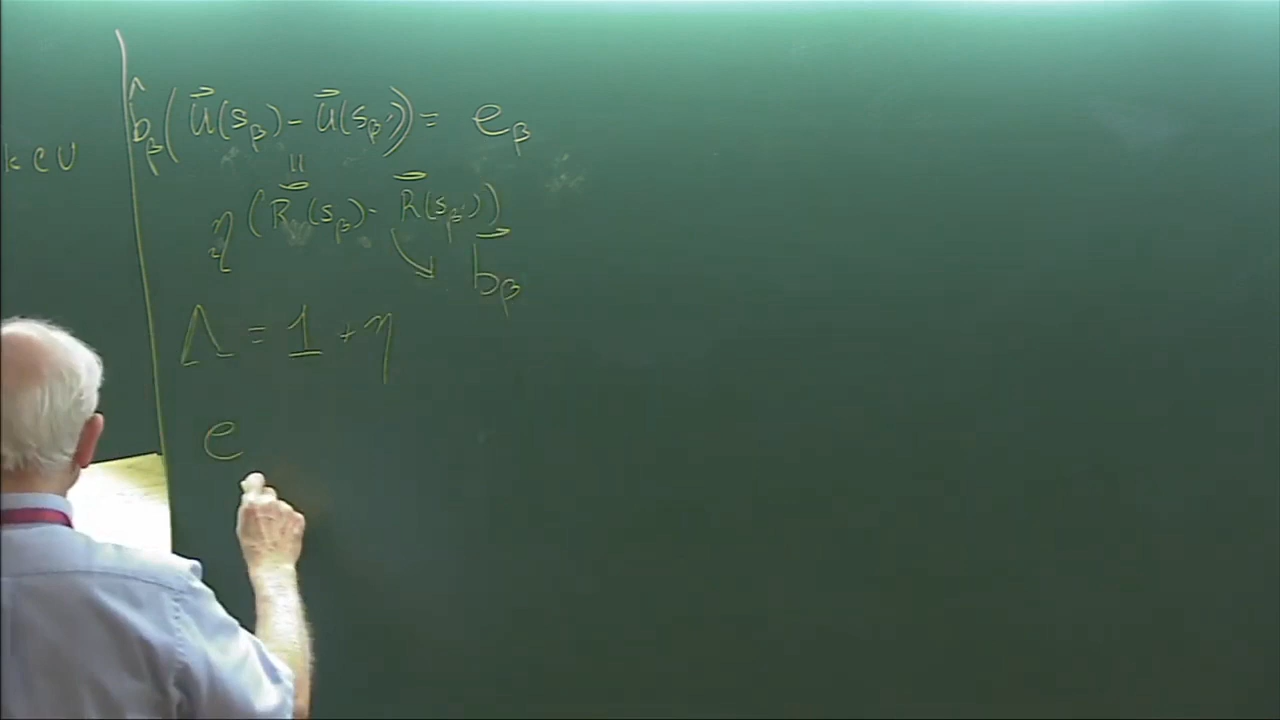 k e U
b̂_β(u⃗(s_β) - u⃗(s_β')) = e_β
||
η(R⃗(s_β) - R⃗(s_β'))
b⃗_β
Λ = 1 + η
e